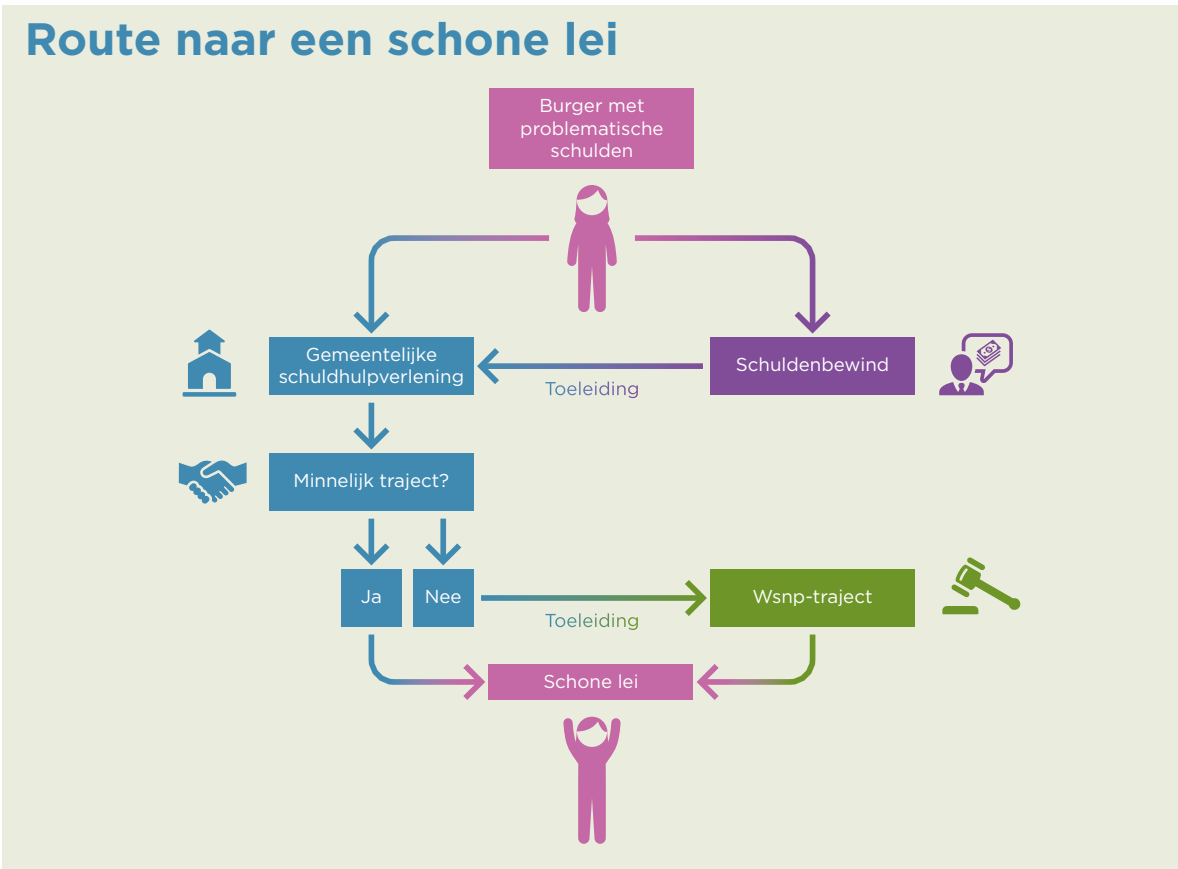 Route naar een schone lei
Burger met
problematische
schulden
Gemeentelijke
schuldhulpverlening
Toeleiding
Schuldenbewind
Minnelijk traject?
Ja
Nee
Toeleiding
Wsnp-traject
Schone lei